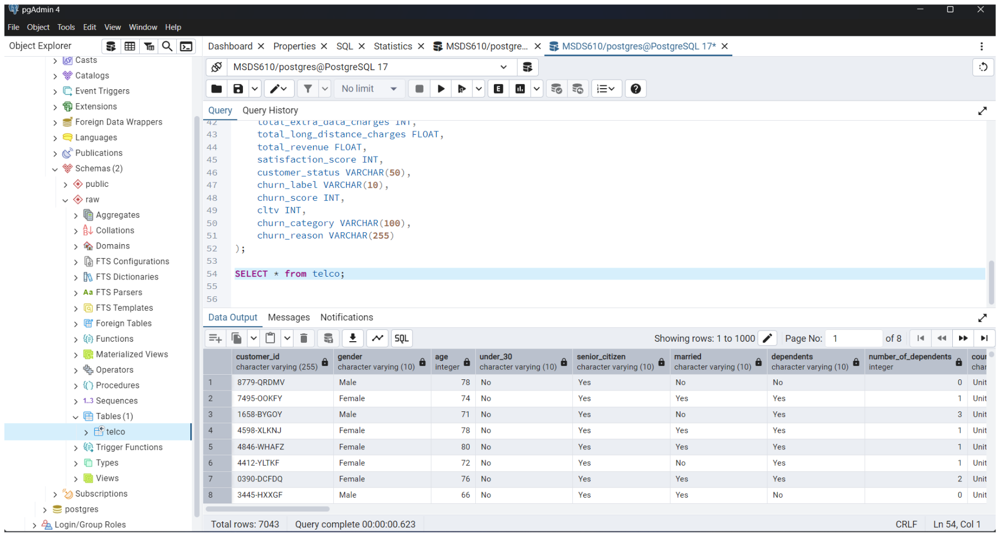 pgAdmin 4
File Object Tools Edit View Window Help
Object Explorer
Dashboard Properties SQL Statistics MSDS610/postgre... MSDS610/postgres@PostgreSQL 17*
Casts
Catalogs
Event Triggers
Extensions
Foreign Data Wrappers
Languages
Publications
Schemas (2)
public
raw
Aggregates
Collations
Domains
FTS Configurations
FTS Dictionaries
Aa FTS Parsers
FTS Templates
Foreign Tables
Functions
Materialized Views
Operators
Procedures
1..3 Sequences
Tables (1)
telco
Trigger Functions
Types
Views
Subscriptions
postgres
Login/Group Roles
MSDS610/postgres@PostgreSQL 17
No limit E
Query Query History
42 total_extra_data_charges INT,
43 total_long_distance_charges FLOAT,
44 total_revenue FLOAT,
45 satisfaction_score INT,
46 customer_status VARCHAR(50),
47 churn_label VARCHAR(10),
48 churn_score INT,
49 cltv INT,
50 churn_category VARCHAR(100),
51 churn_reason VARCHAR(255)
52 );
53
54 SELECT * from telco;
55
56
Data Output Messages Notifications
SQL Showing rows: 1 to 1000 Page No: 1 of 8
customer_id gender age under_30 senior_citizen married dependents number_of_dependents cou
character varying (255) character varying (10) integer character varying (10) character varying (10) character varying (10) character varying (10) integer char
1 8779-QRDMV Male 78 No Yes No No 0 Unit
2 7495-OOKFY Female 74 No Yes Yes Yes 1 Unit
3 1658-BYGOY Male 71 No Yes No Yes 3 Unit
4 4598-XLKNJ Female 78 No Yes Yes Yes 1 Unit
5 4846-WHAFZ Female 80 No Yes Yes Yes 1 Unit
6 4412-YLTKF Female 72 No Yes No Yes 1 Unit
7 0390-DCFDQ Female 76 No Yes Yes Yes 2 Unit
8 3445-HXXGF Male 66 No Yes Yes No 0 Unit
Total rows: 7043 Query complete 00:00:00.623 CRLF Ln 54, Col 1